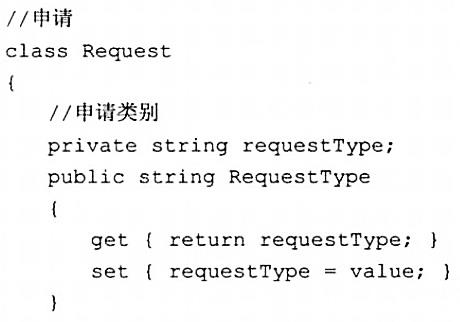 //申请
class Request
{
//申请类别
private string requestType;
public string RequestType
{
get { return requestType; }
set { requestType = value; }
}